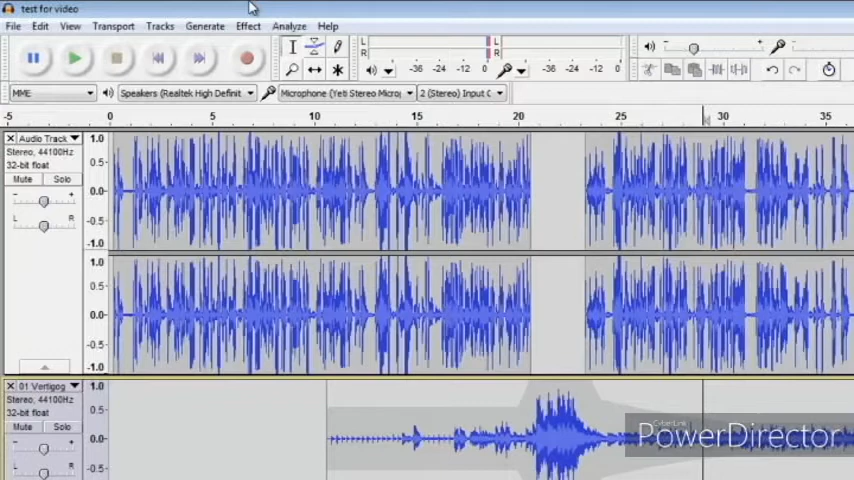 test for video
File Edit View Transport Tracks Generate Effect Analyze Help
L
R
-36 -24 -12 0
L
R
-36 -24 -12 0
MME Speakers (Realtek High Definit Microphone (Yeti Stereo Microp 2 (Stereo) Input C
-5 0 5 10 15 20 25 30 35
Audio Track
Stereo, 44100Hz
32-bit float
Mute Solo
- +
L R
1.0
0.5
0.0
-0.5
-1.0
1.0
0.5
0.0
-0.5
-1.0
01 Vertigog
Stereo, 44100Hz
32-bit float
Mute Solo
- +
L R
1.0
0.5
0.0
-0.5
CyberLink
PowerDirector